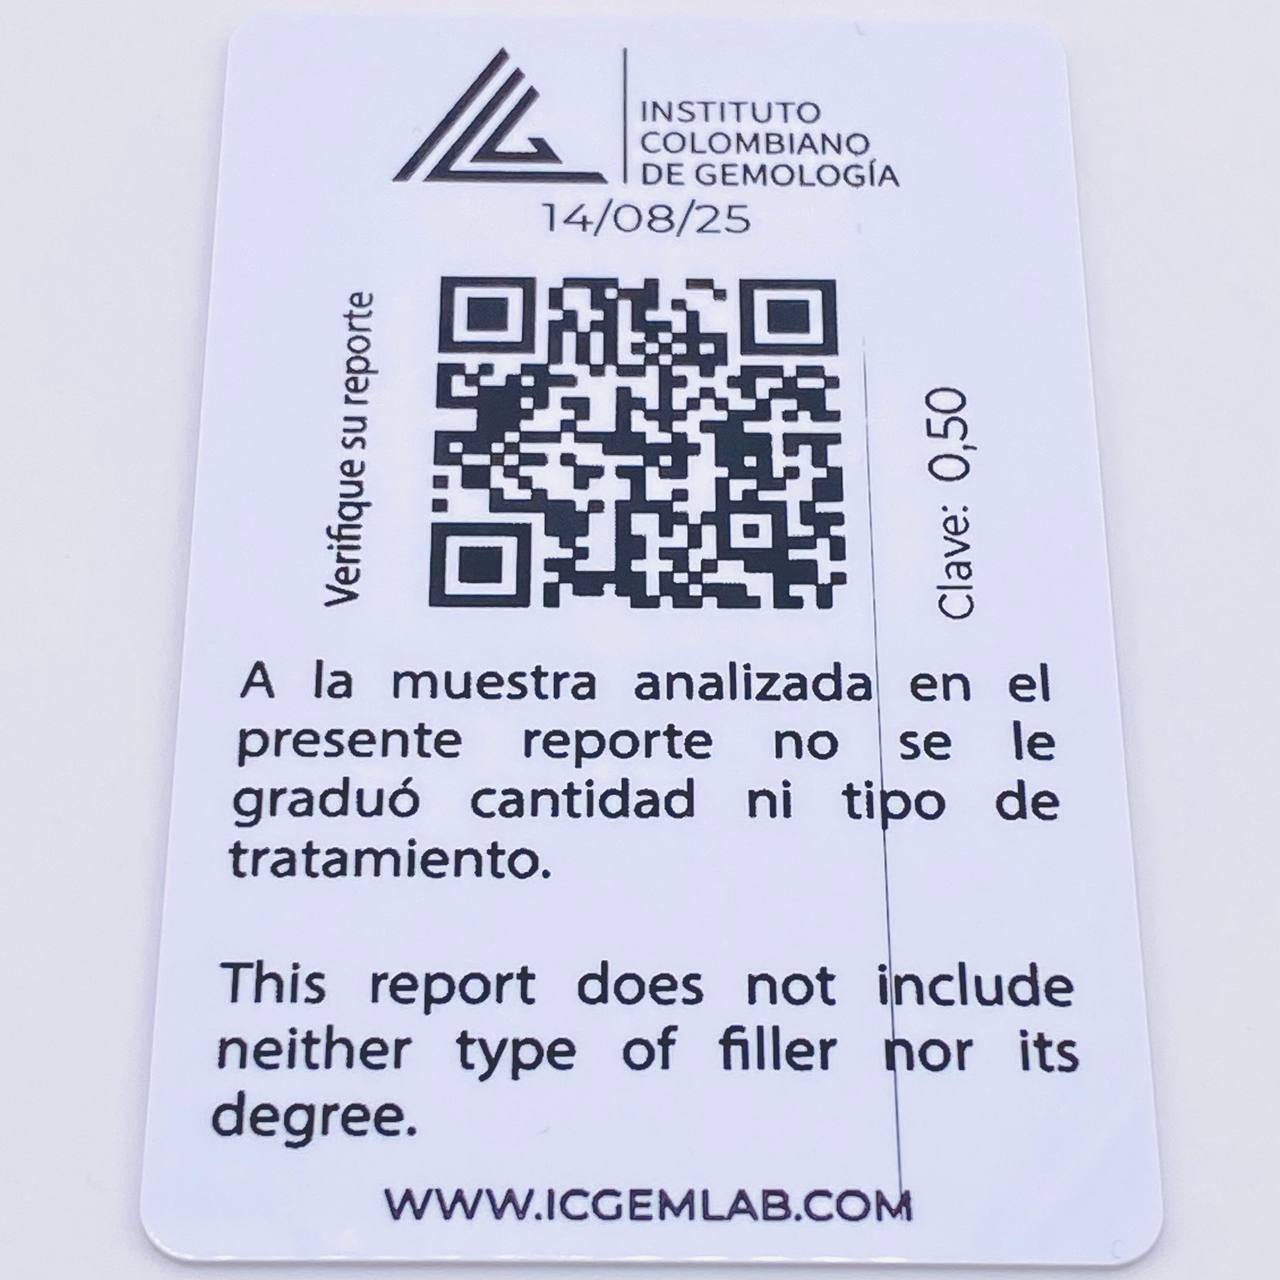 INSTITUTO
COLOMBIANO
DE GEMOLOGÍA
14/08/25
Verifique su reporte
Clave: 0,50
A la muestra analizada en el
presente reporte no se le
graduó cantidad ni tipo de
tratamiento.
This report does not include
neither type of filler nor its
degree.
WWW.ICGEMLAB.COM